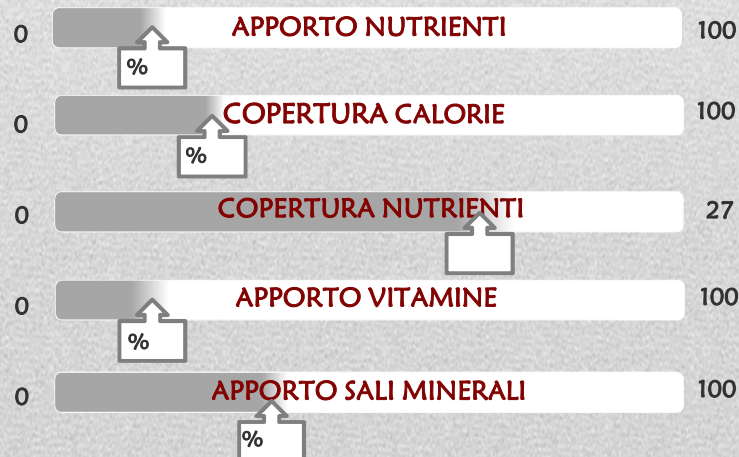 0 APPORTO NUTRIENTI 100
%
0 COPERTURA CALORIE 100
%
0 COPERTURA NUTRIENTI 27
0 APPORTO VITAMINE 100
%
0 APPORTO SALI MINERALI 100
%